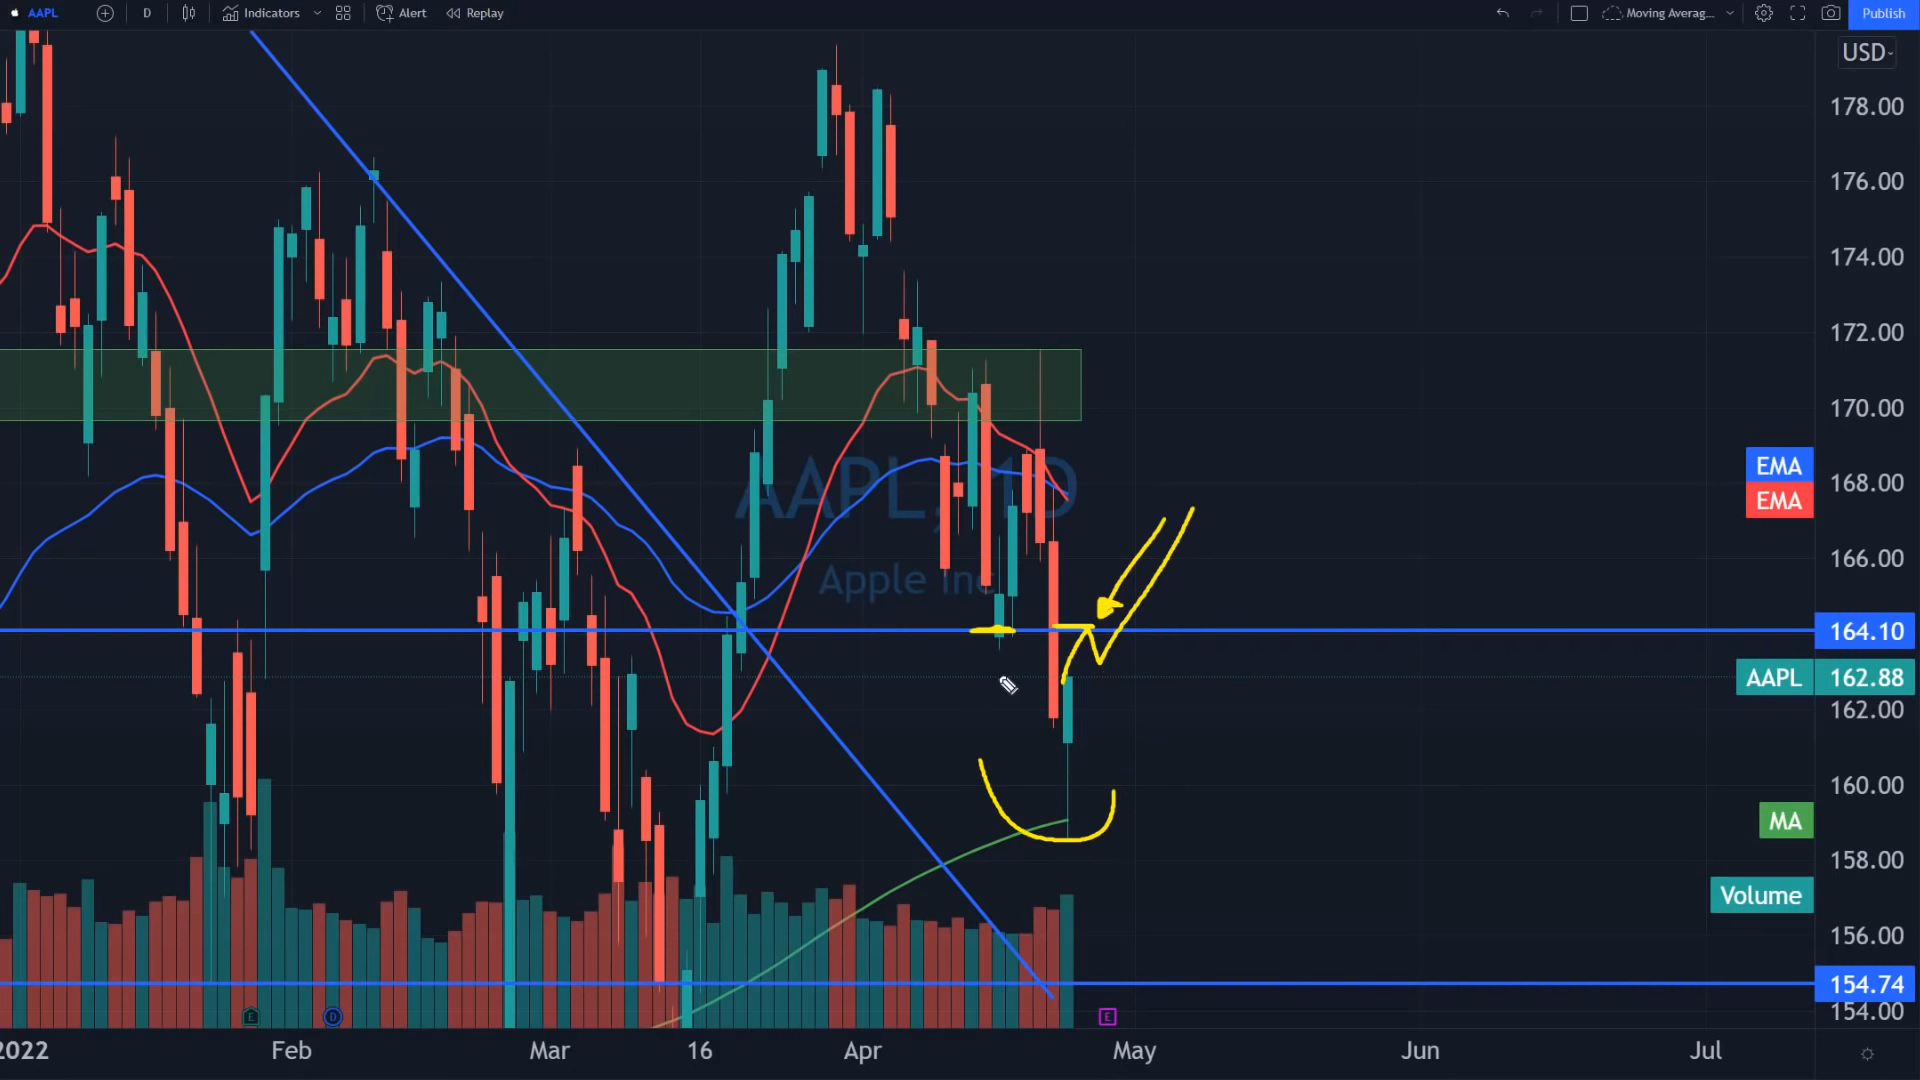 AAPL D Indicators Alert Replay Moving Averag... Publish
USD
178.00
176.00
174.00
172.00
170.00
EMA
168.00
EMA
AAPL, 1D
166.00
Apple Inc
164.10
AAPL 162.88
162.00
160.00
MA
158.00
Volume
156.00
154.74
154.00
E D E
2022 Feb Mar 16 Apr May Jun Jul